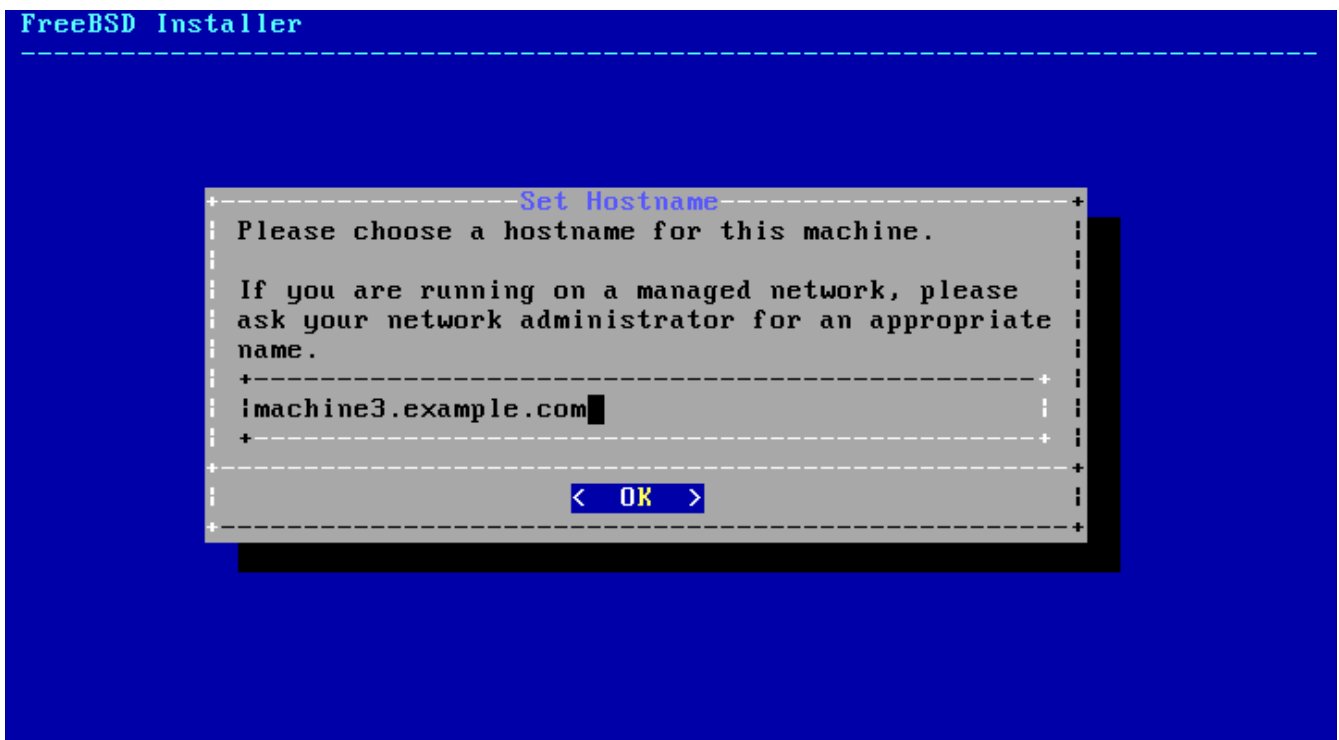 FreeBSD Installer
Set Hostname
Please choose a hostname for this machine.
If you are running on a managed network, please
ask your network administrator for an appropriate
name.
machine3.example.com
< OK >